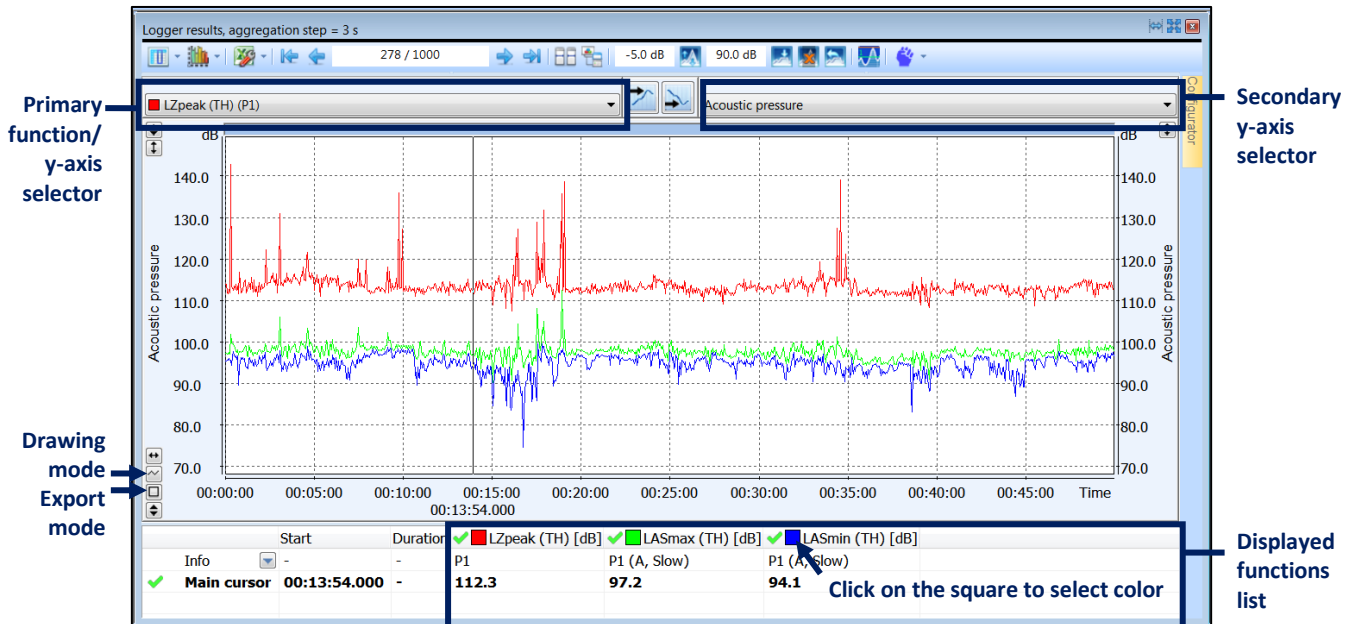 Logger results, aggregation step = 3 s
278 / 1000
-5.0 dB
90.0 dB
LZpeak (TH) (P1)
Acoustic pressure
Configurator
Primary
function/
y-axis
selector
Secondary
y-axis
selector
dB
dB
140.0
140.0
130.0
130.0
120.0
120.0
110.0
110.0
100.0
100.0
90.0
90.0
80.0
80.0
70.0
70.0
Acoustic pressure
Acoustic pressure
Drawing
mode
Export
mode
00:00:00 00:05:00 00:10:00 00:15:00 00:20:00 00:25:00 00:30:00 00:35:00 00:40:00 00:45:00 Time
00:13:54.000
Start Duration LZpeak (TH) [dB] LASmax (TH) [dB] LASmin (TH) [dB]
Info - - P1 P1 (A, Slow) P1 (A, Slow)
Main cursor 00:13:54.000 - 112.3 97.2 94.1
Click on the square to select color
Displayed
functions
list